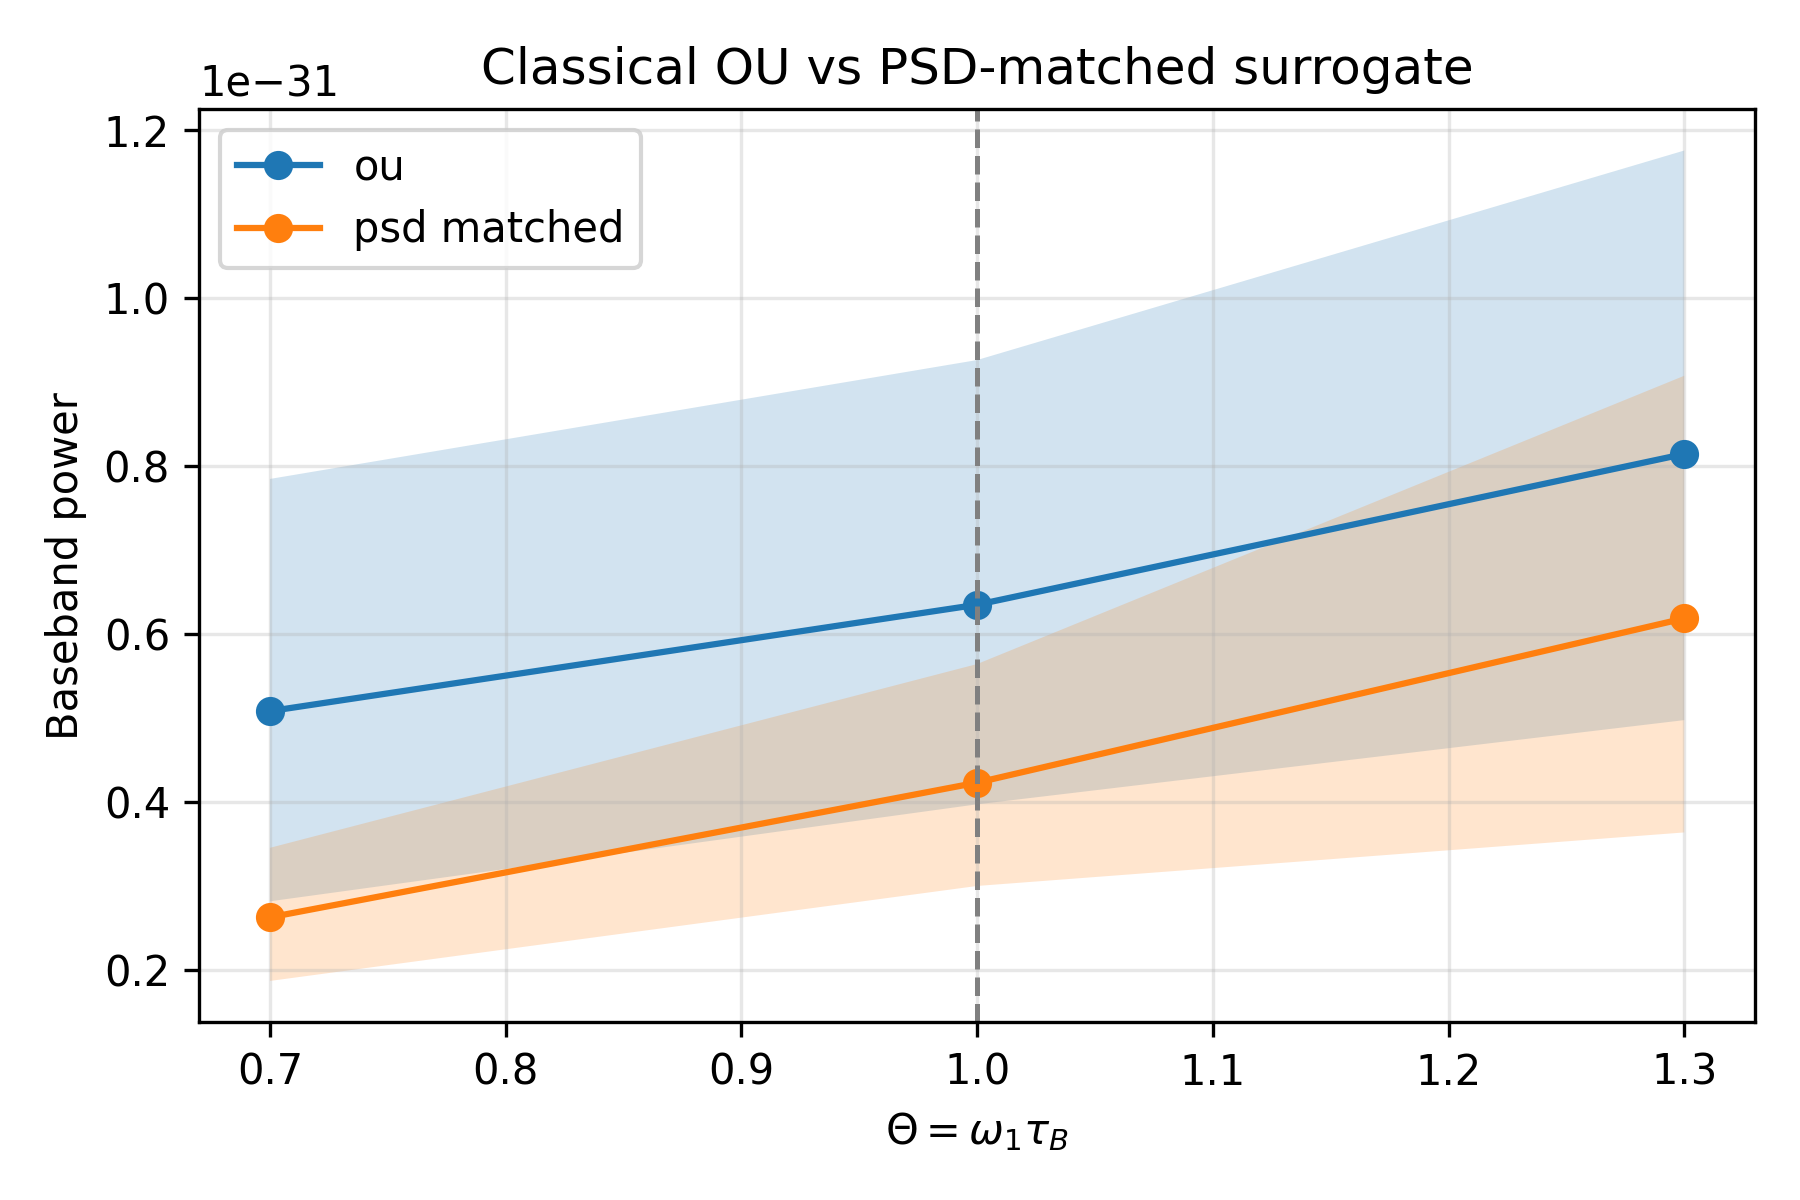 Classical OU vs PSD-matched surrogate
1e−31
ou
psd matched
1.2
1.0
0.8
0.6
0.4
0.2
Baseband power
0.7 0.8 0.9 1.0 1.1 1.2 1.3
Θ = ω₁τ_B